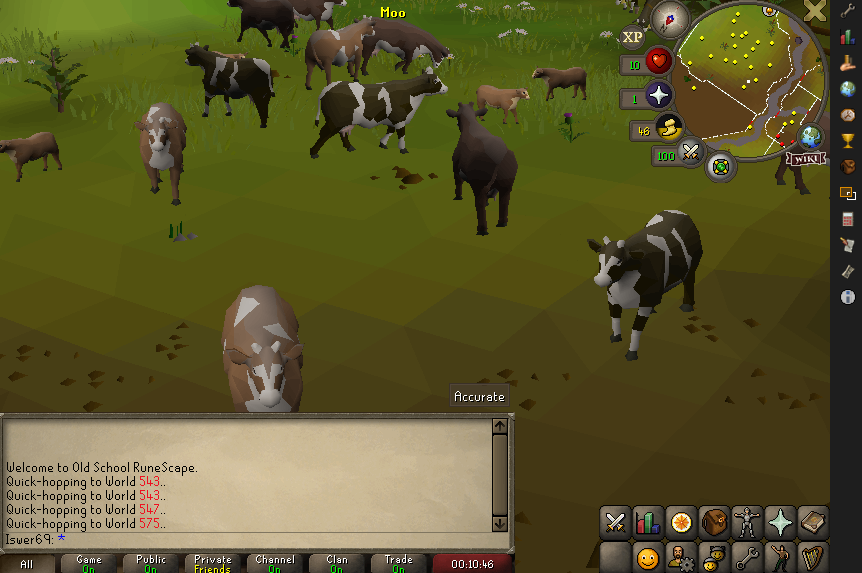 Moo
XP
10
1
46
100
WIKI
Accurate
Welcome to Old School RuneScape.
Quick-hopping to World 543..
Quick-hopping to World 543..
Quick-hopping to World 547..
Quick-hopping to World 575..
Iswer69: *
All
Game
On
Public
On
Private
Friends
Channel
On
Clan
On
Trade
On
00:10:46